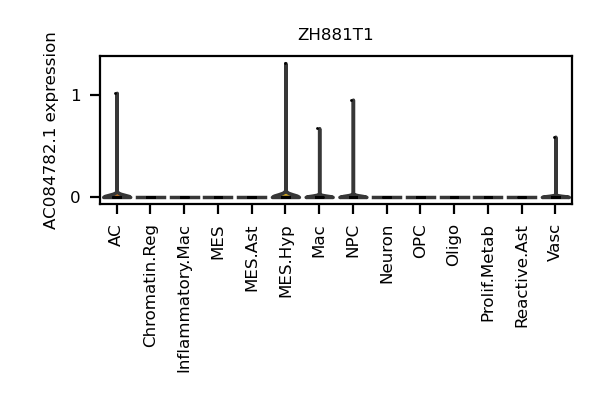 ZH881T1
AC084782.1 expression
1
0
AC
Chromatin.Reg
Inflammatory.Mac
MES
MES.Ast
MES.Hyp
Mac
NPC
Neuron
OPC
Oligo
Prolif.Metab
Reactive.Ast
Vasc